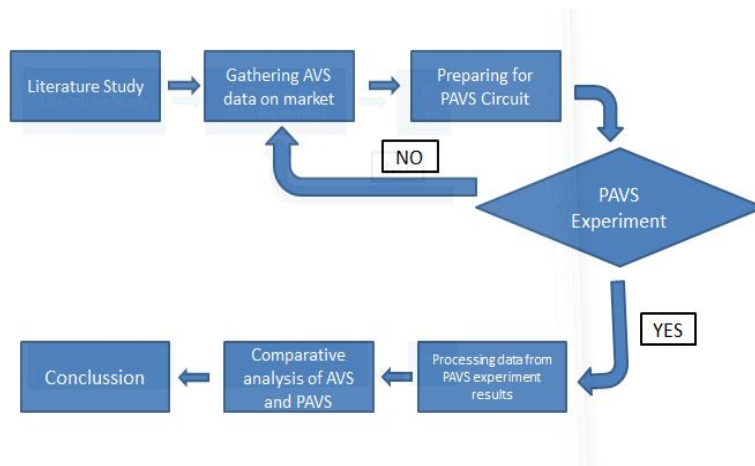 Literature Study
Gathering AVS
data on market
Preparing for
PAVS Circuit
NO
PAVS
Experiment
YES
Conclussion
Comparative
analysis of AVS
and PAVS
Processing data from
PAVS experiment
results